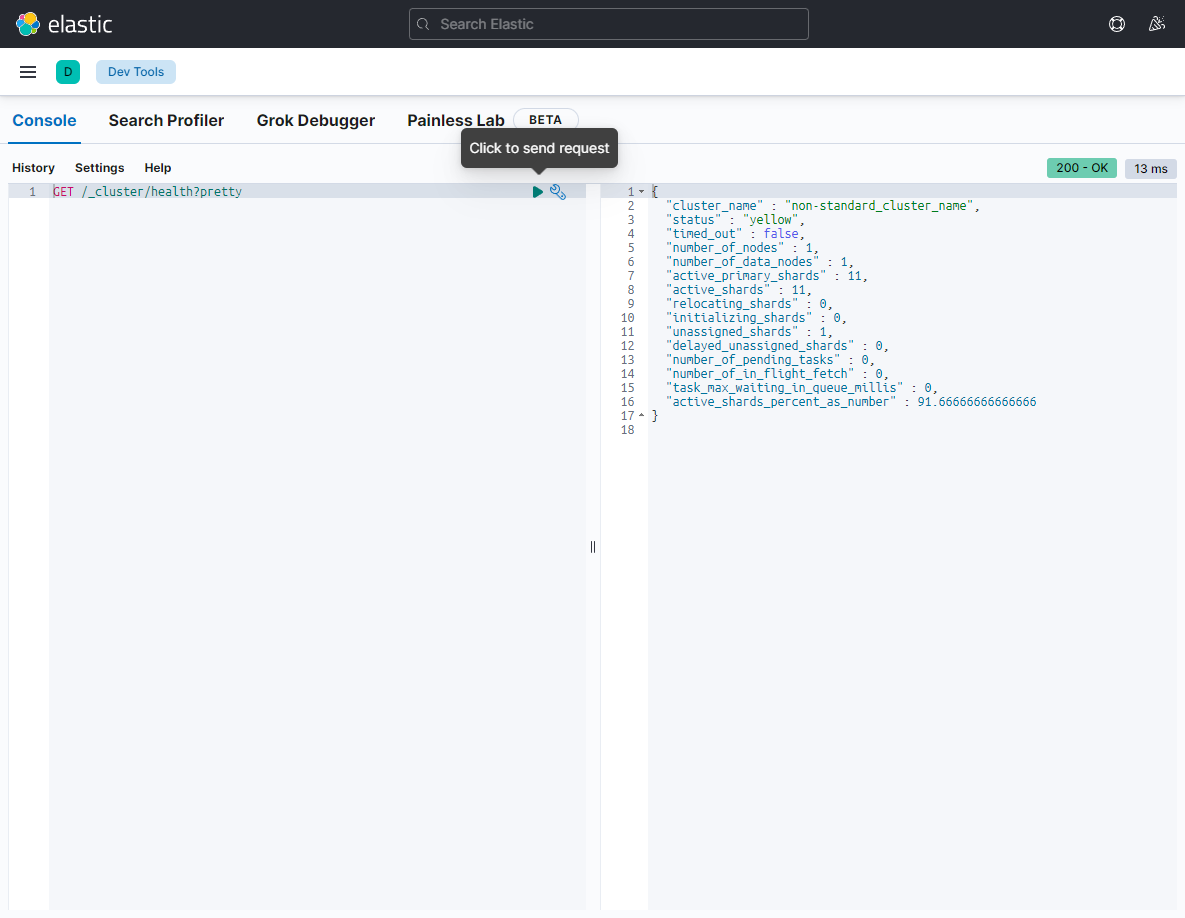 elastic
Search Elastic
D
Dev Tools
Console Search Profiler Grok Debugger Painless Lab BETA
Click to send request
History Settings Help
200 - OK 13 ms
1 GET /_cluster/health?pretty
1 {
2 "cluster_name" : "non-standard_cluster_name",
3 "status" : "yellow",
4 "timed_out" : false,
5 "number_of_nodes" : 1,
6 "number_of_data_nodes" : 1,
7 "active_primary_shards" : 11,
8 "active_shards" : 11,
9 "relocating_shards" : 0,
10 "initializing_shards" : 0,
11 "unassigned_shards" : 1,
12 "delayed_unassigned_shards" : 0,
13 "number_of_pending_tasks" : 0,
14 "number_of_in_flight_fetch" : 0,
15 "task_max_waiting_in_queue_millis" : 0,
16 "active_shards_percent_as_number" : 91.66666666666666
17 }
18